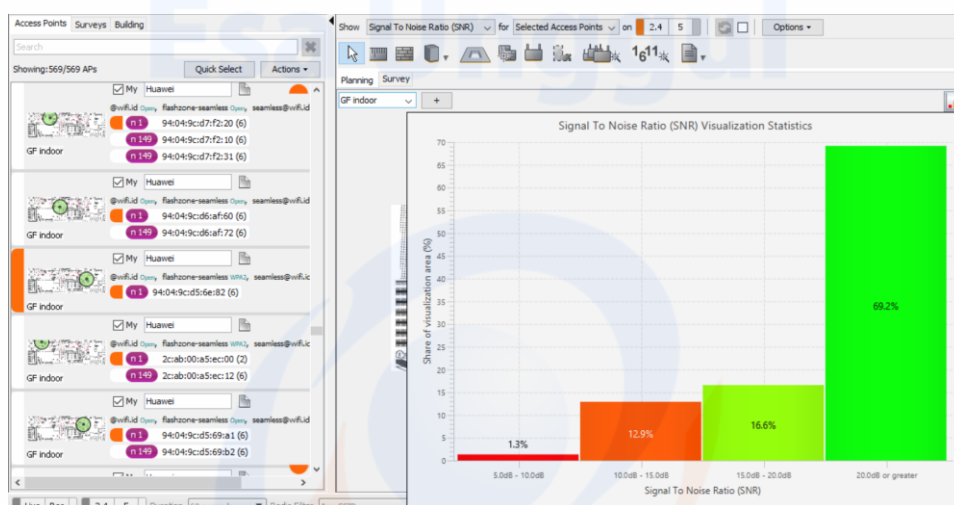 Esa Unggul
Access Points Surveys Building
Search
Showing:569/569 APs Quick Select Actions
My Huawei
@wifi.id Open, flashzone-seamless Open, seamless@wifi.id
n 1 94:04:9c:d7:f2:20 (6)
n 149 94:04:9c:d7:f2:10 (6)
n 149 94:04:9c:d7:f2:31 (6)
GF indoor
My Huawei
@wifi.id Open, flashzone-seamless Open, seamless@wifi.id
n 1 94:04:9c:d6:af:60 (6)
n 149 94:04:9c:d6:af:72 (6)
GF indoor
My Huawei
@wifi.id Open, flashzone-seamless WPA2, seamless@wifi.ic
n 1 94:04:9c:d5:6e:82 (6)
GF indoor
My Huawei
@wifi.id Open, flashzone-seamless WPA2, seamless@wifi.ic
n 1 2c:ab:00:a5:ec:00 (2)
n 149 2c:ab:00:a5:ec:12 (6)
GF indoor
My Huawei
@wifi.id Open, flashzone-seamless Open, seamless@wifi.id
n 1 94:04:9c:d5:69:a1 (6)
n 149 94:04:9c:d5:69:b2 (6)
GF indoor
Show Signal To Noise Ratio (SNR) for Selected Access Points on 2.4 5 Options
1 6 11
Planning Survey
GF indoor +
Signal To Noise Ratio (SNR) Visualization Statistics
Share of visualization area (%)
70
65
60
55
50
45
40
35
30
25
20
15
10
5
0
1.3%
12.9%
16.6%
69.2%
5.0dB - 10.0dB 10.0dB - 15.0dB 15.0dB - 20.0dB 20.0dB or greater
Signal To Noise Ratio (SNR)